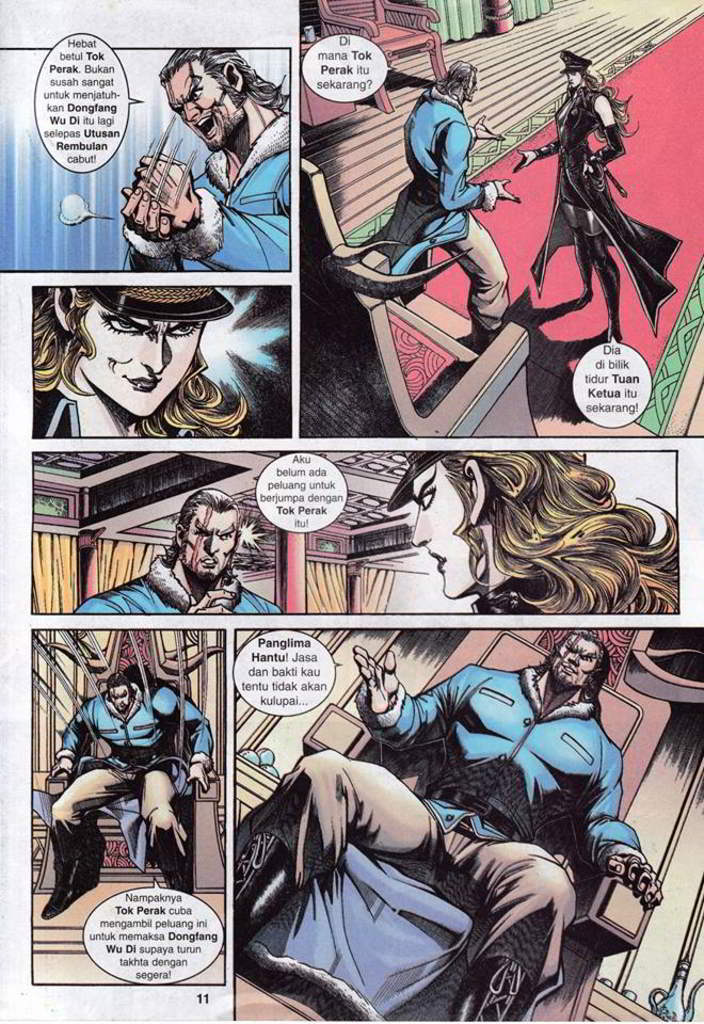 Hebat
betul Tok
Perak. Bukan
susah sangat
untuk menjatuh-
kan Dongfang
Wu Di itu lagi
selepas Utusan
Rembulan
cabut!
Di
mana Tok
Perak itu
sekarang?
Dia
di bilik
tidur Tuan
Ketua itu
sekarang!
Aku
belum ada
peluang untuk
berjumpa dengan
Tok Perak
itu!
Nampaknya
Tok Perak cuba
mengambil peluang ini
untuk memaksa Dongfang
Wu Di supaya turun
takhta dengan
segera!
Panglima
Hantu! Jasa
dan bakti kau
tentu tidak akan
kulupai...
11